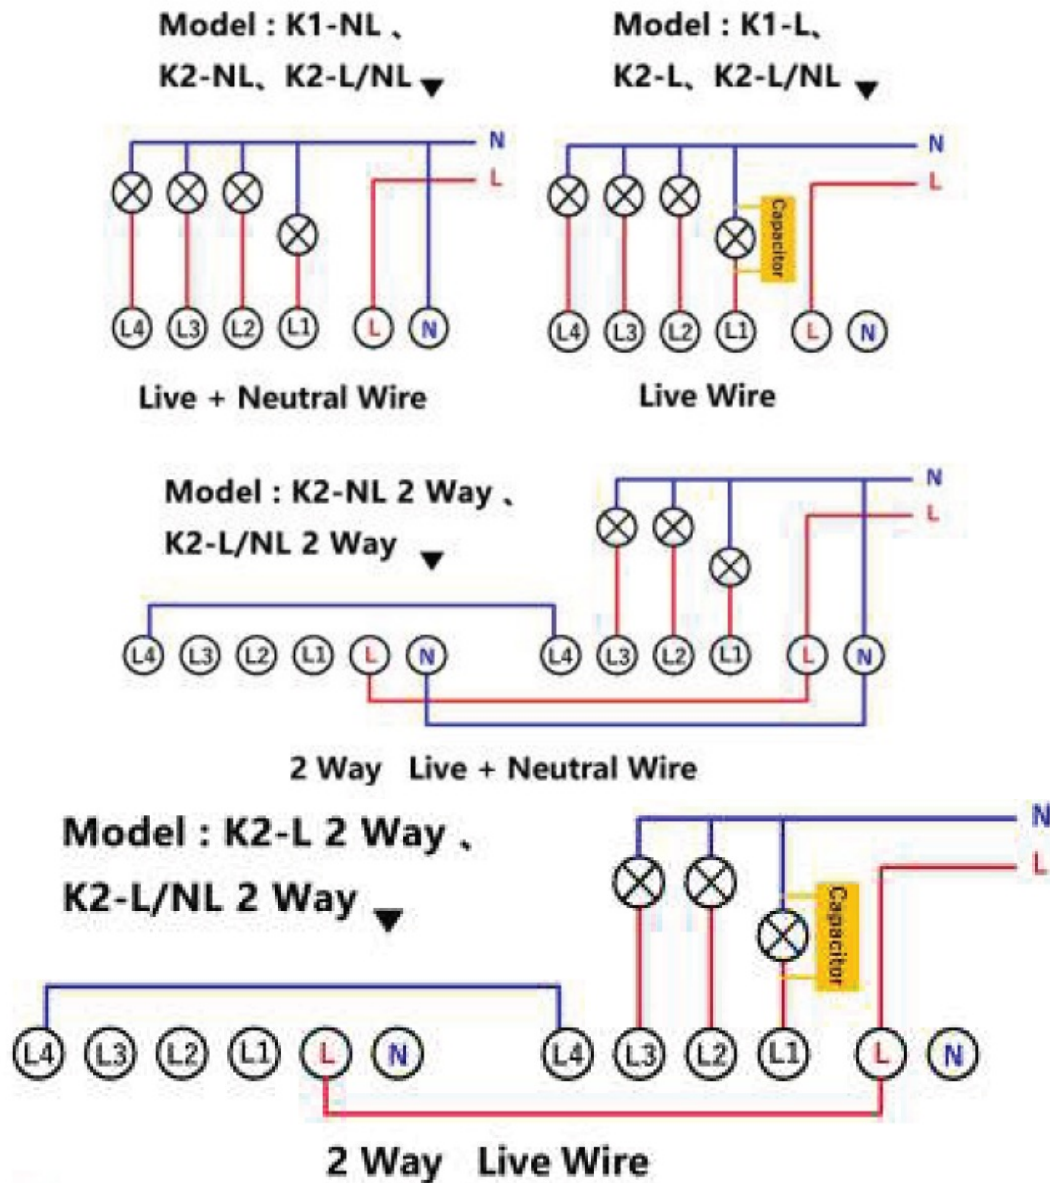 Model : K1-NL 、
K2-NL、K2-L/NL
N
L
L4 L3 L2 L1 L N
Live + Neutral Wire
Model : K1-L、
K2-L、K2-L/NL
N
L
Capacitor
L4 L3 L2 L1 L N
Live Wire
Model : K2-NL 2 Way 、
K2-L/NL 2 Way
N
L
L4 L3 L2 L1 L N L4 L3 L2 L1 L N
2 Way Live + Neutral Wire
Model : K2-L 2 Way 、
K2-L/NL 2 Way
N
L
Capacitor
L4 L3 L2 L1 L N L4 L3 L2 L1 L N
2 Way Live Wire